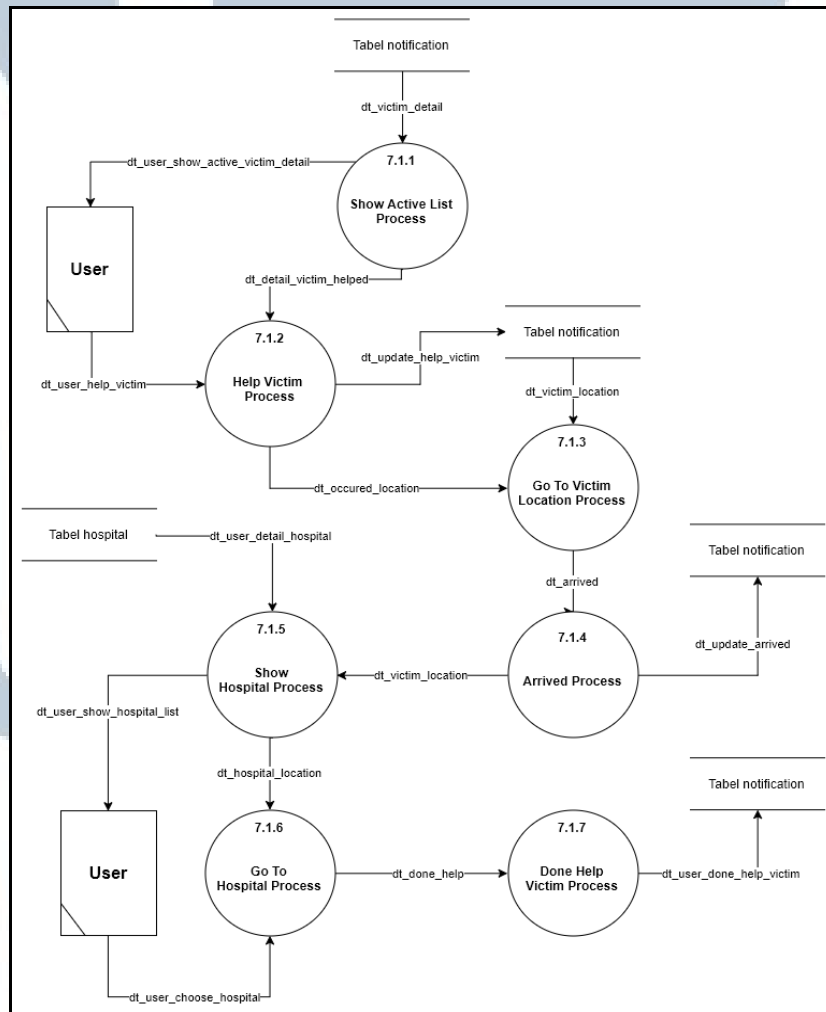 Tabel notification
dt_victim_detail
dt_user_show_active_victim_detail
7.1.1
Show Active List
Process
User
dt_detail_victim_helped
7.1.2
Help Victim
Process
dt_update_help_victim
Tabel notification
dt_user_help_victim
dt_victim_location
7.1.3
Go To Victim
Location Process
dt_occured_location
Tabel hospital
dt_user_detail_hospital
Tabel notification
dt_arrived
7.1.4
Arrived Process
dt_update_arrived
7.1.5
Show
Hospital Process
dt_victim_location
dt_user_show_hospital_list
dt_hospital_location
Tabel notification
User
7.1.6
Go To
Hospital Process
dt_done_help
7.1.7
Done Help
Victim Process
dt_user_done_help_victim
dt_user_choose_hospital